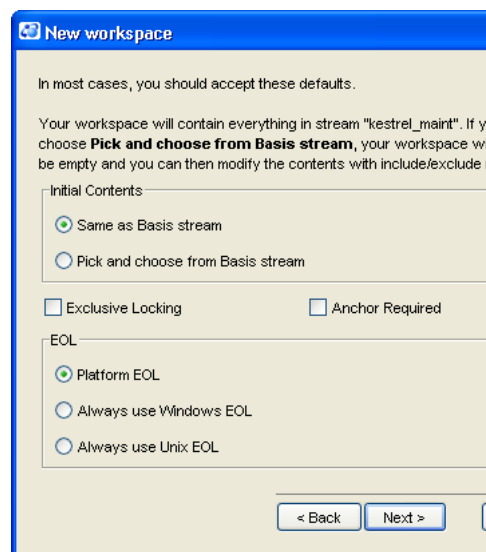 New workspace
In most cases, you should accept these defaults.
Your workspace will contain everything in stream "kestrel_maint". If y
choose Pick and choose from Basis stream, your workspace wi
be empty and you can then modify the contents with include/exclude
Initial Contents
Same as Basis stream
Pick and choose from Basis stream
Exclusive Locking Anchor Required
EOL
Platform EOL
Always use Windows EOL
Always use Unix EOL
< Back Next >